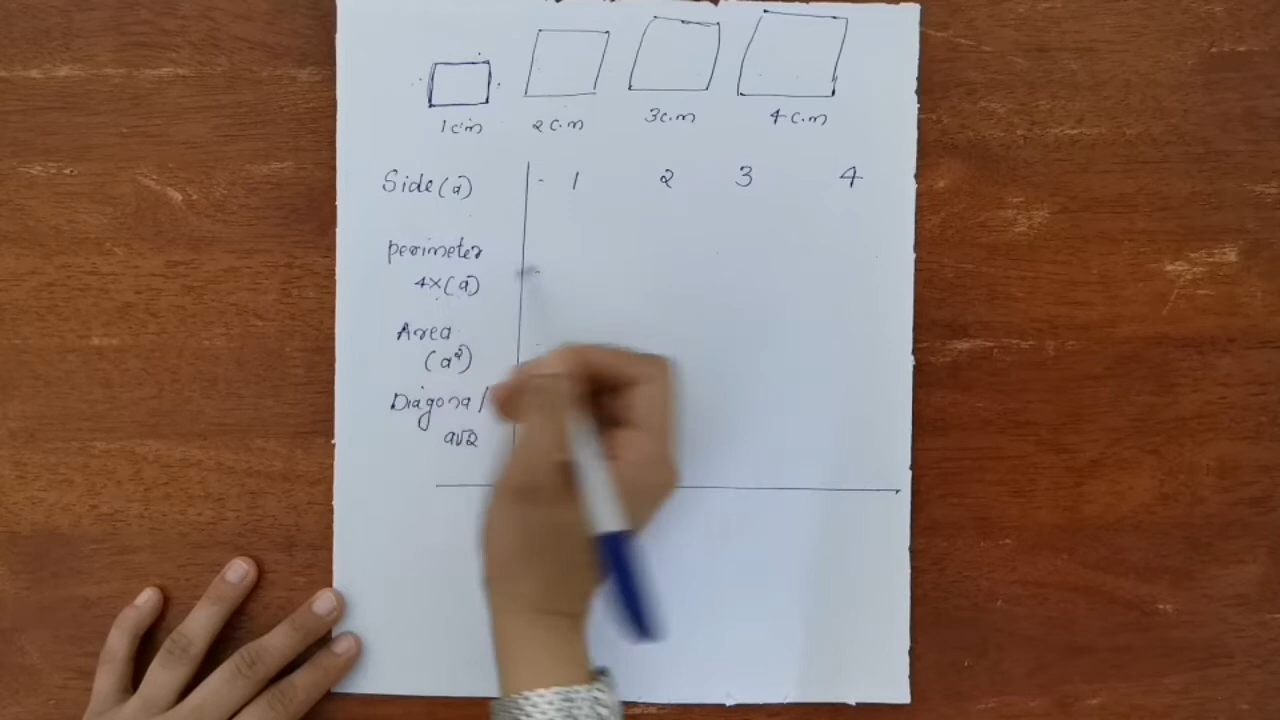 1cm 2c.m 3c.m 4c.m
Side(a) 1 2 3 4
perimeter
4×(a)
Area
(a²)
Diagonal
a√2